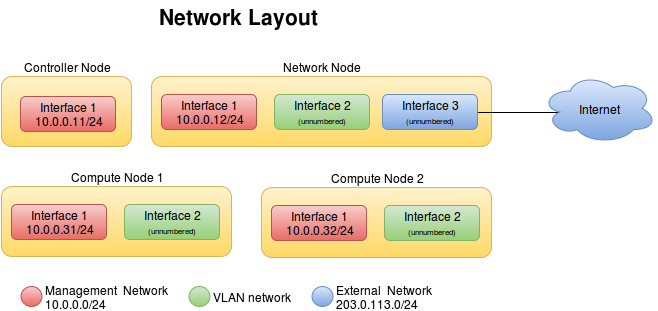 Network Layout
Controller Node
Interface 1
10.0.0.11/24
Network Node
Interface 1
10.0.0.12/24
Interface 2
(unnumbered)
Interface 3
(unnumbered)
Internet
Compute Node 1
Interface 1
10.0.0.31/24
Interface 2
(unnumbered)
Compute Node 2
Interface 1
10.0.0.32/24
Interface 2
(unnumbered)
Management Network
10.0.0.0/24
VLAN network
External Network
203.0.113.0/24